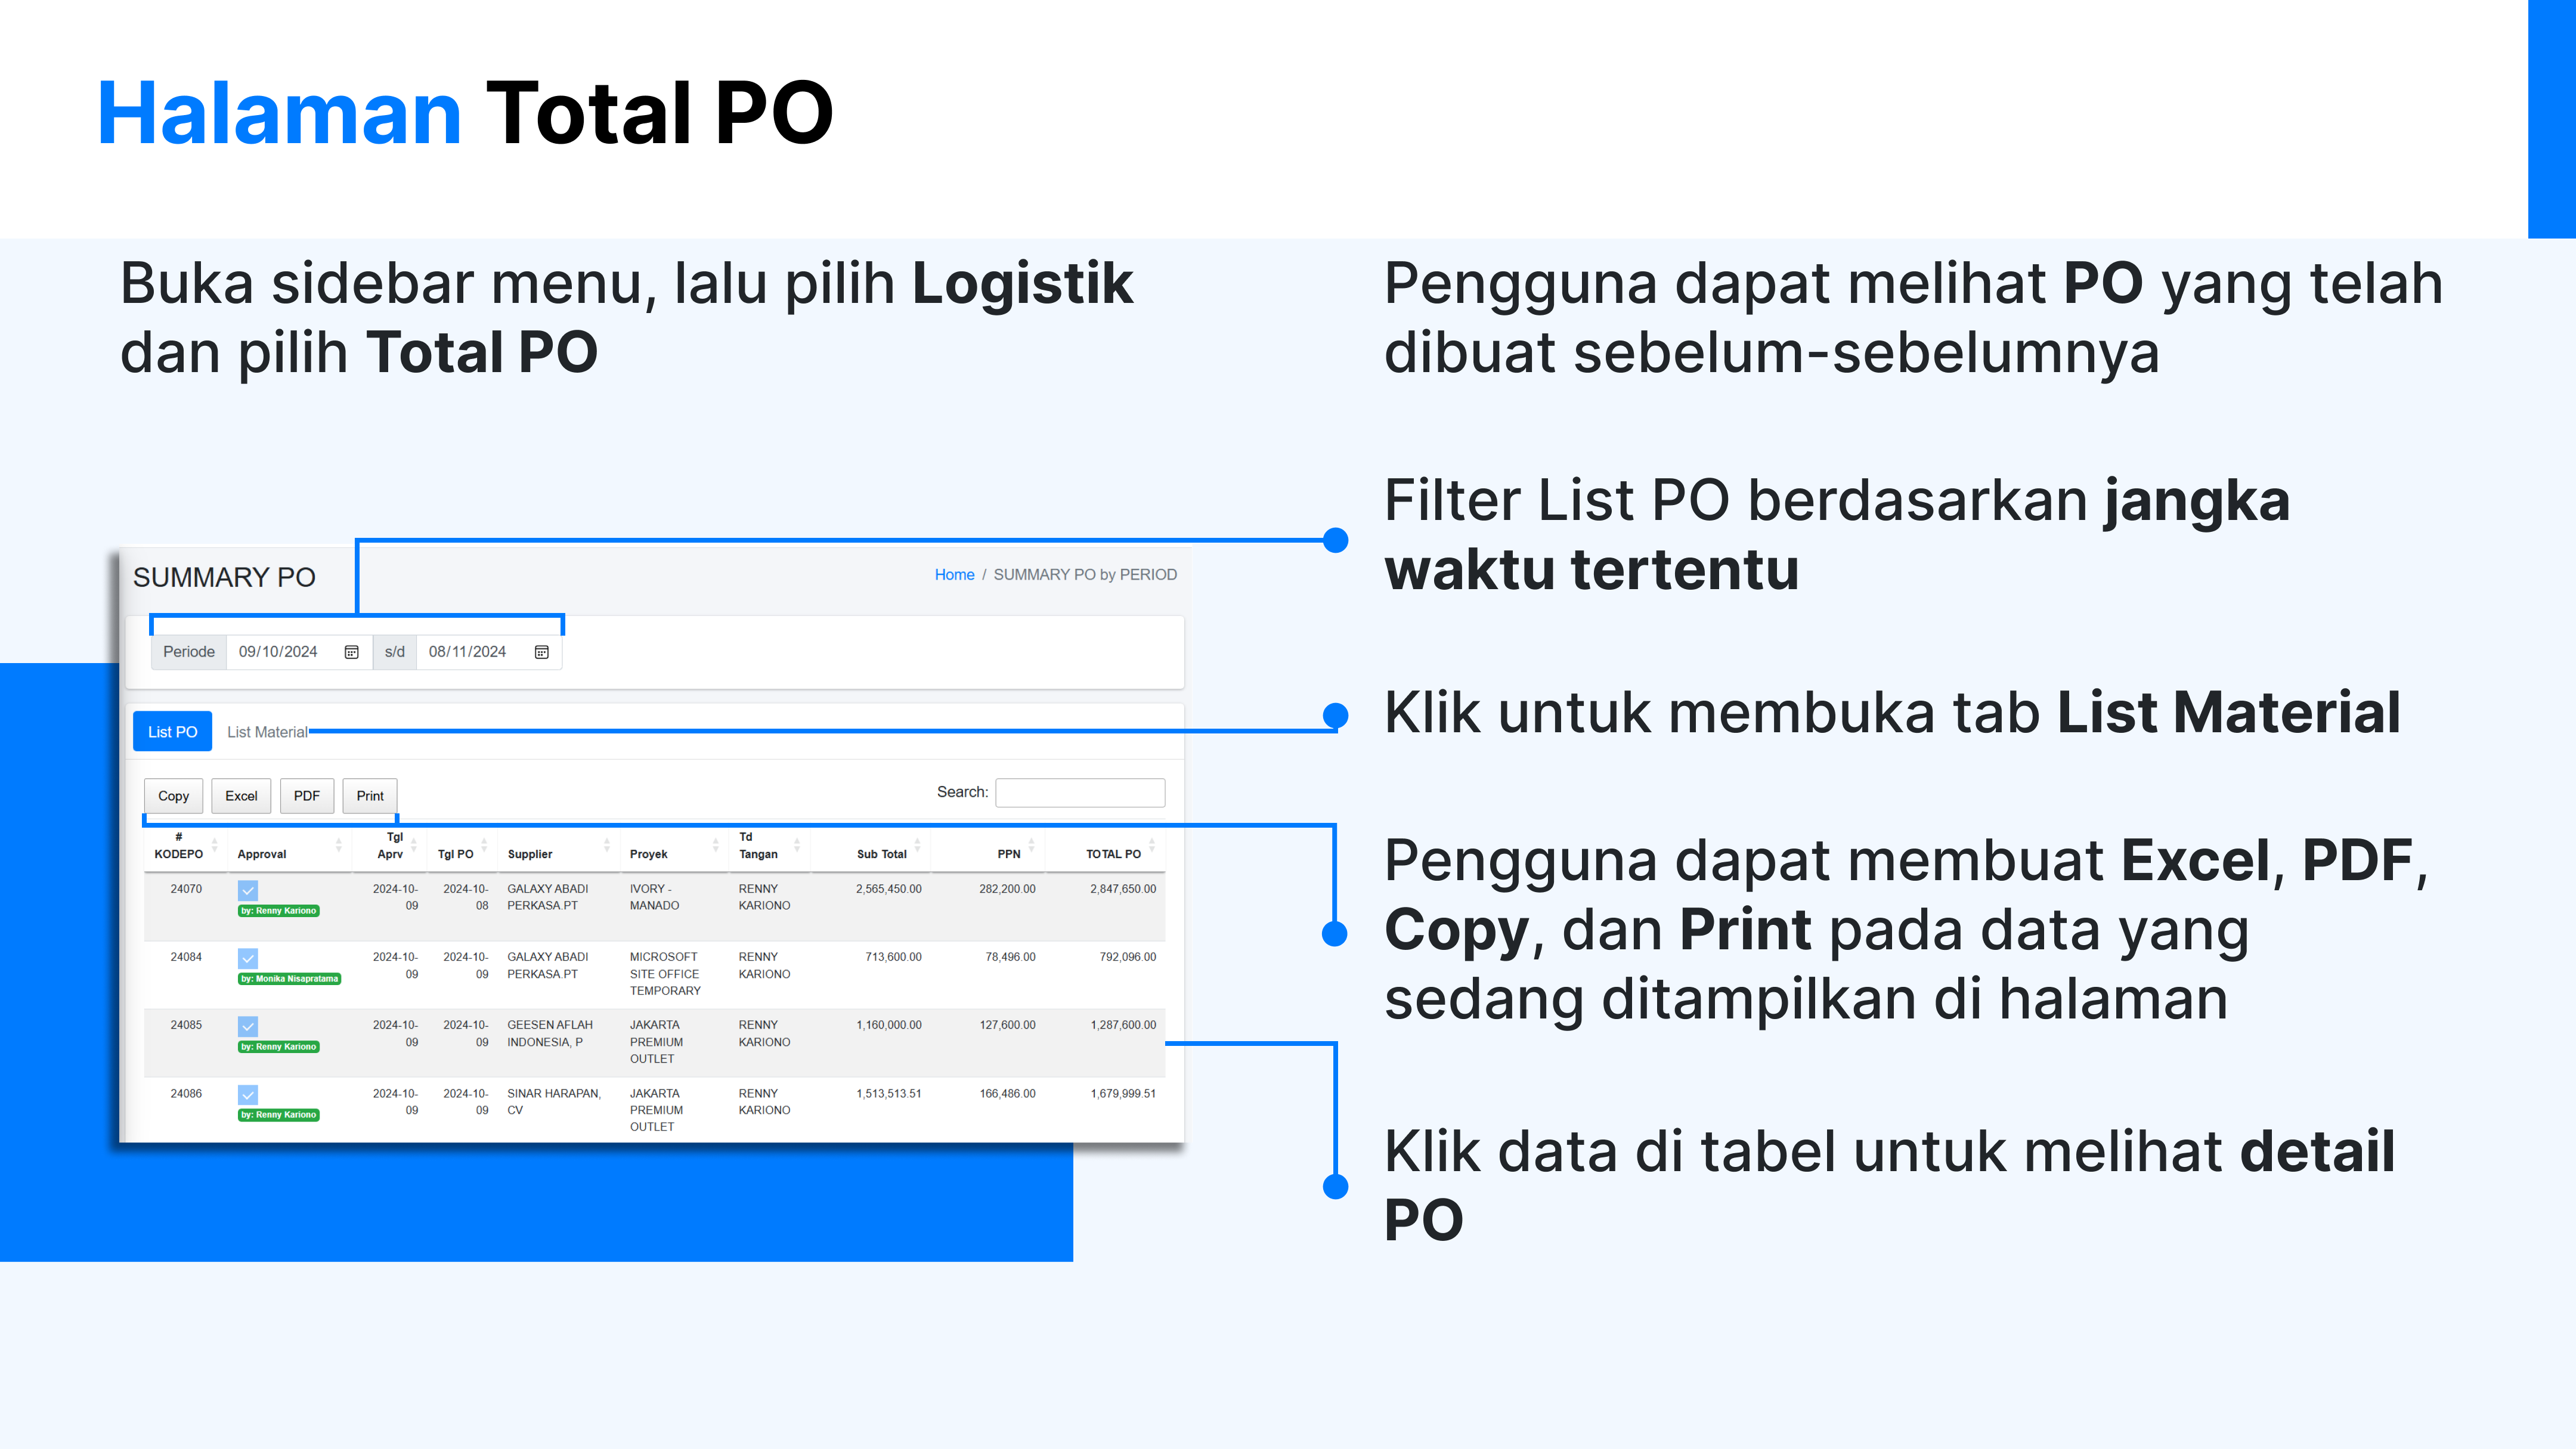 Halaman Total PO
Buka sidebar menu, lalu pilih Logistik
dan pilih Total PO
Pengguna dapat melihat PO yang telah
dibuat sebelum-sebelumnya
Filter List PO berdasarkan jangka
waktu tertentu
Klik untuk membuka tab List Material
Pengguna dapat membuat Excel, PDF,
Copy, dan Print pada data yang
sedang ditampilkan di halaman
Klik data di tabel untuk melihat detail
PO
SUMMARY PO
Home / SUMMARY PO by PERIOD
Periode 09/10/2024 s/d 08/11/2024
List PO List Material
Copy Excel PDF Print Search:
# KODEPO Approval Tgl Aprv Tgl PO Supplier Proyek Td Tangan Sub Total PPN TOTAL PO
24070 by: Renny Kariono 2024-10-09 2024-10-08 GALAXY ABADI PERKASA.PT IVORY - MANADO RENNY KARIONO 2,565,450.00 282,200.00 2,847,650.00
24084 by: Monika Nisapratama 2024-10-09 2024-10-09 GALAXY ABADI PERKASA.PT MICROSOFT SITE OFFICE TEMPORARY RENNY KARIONO 713,600.00 78,496.00 792,096.00
24085 by: Renny Kariono 2024-10-09 2024-10-09 GEESEN AFLAH INDONESIA, P JAKARTA PREMIUM OUTLET RENNY KARIONO 1,160,000.00 127,600.00 1,287,600.00
24086 by: Renny Kariono 2024-10-09 2024-10-09 SINAR HARAPAN, CV JAKARTA PREMIUM OUTLET RENNY KARIONO 1,513,513.51 166,486.00 1,679,999.51